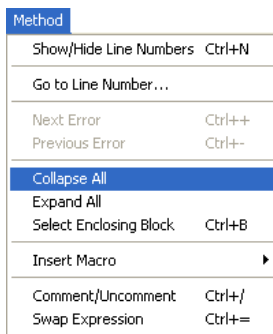 Method
Show/Hide Line Numbers Ctrl+N
Go to Line Number...
Next Error Ctrl++
Previous Error Ctrl+-
Collapse All
Expand All
Select Enclosing Block Ctrl+B
Insert Macro
Comment/Uncomment Ctrl+/
Swap Expression Ctrl+=